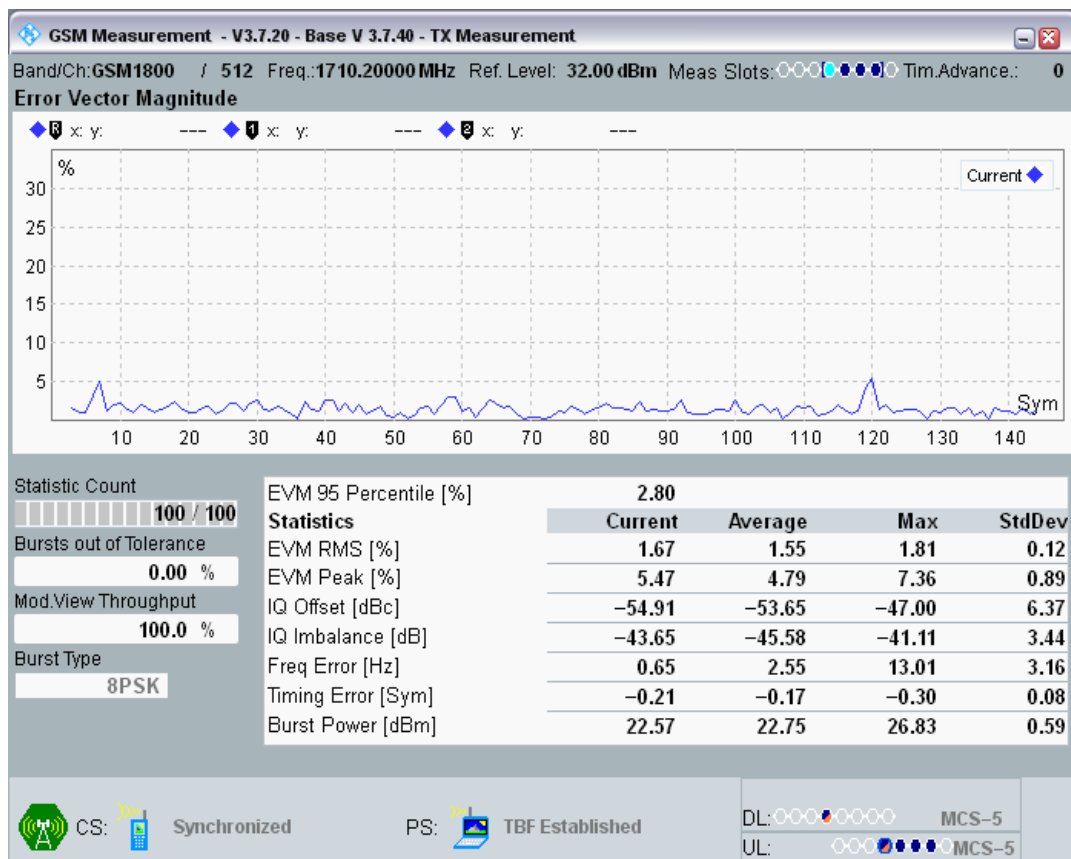 GSM Measurement - V3.7.20 - Base V 3.7.40 - TX Measurement
Band/Ch:GSM1800 / 512 Freq.:1710.20000 MHz Ref. Level: 32.00 dBm Meas Slots: Tim.Advance.: 0
Error Vector Magnitude
R x: y: --- 1 x: y: --- 2 x: y: ---
%
Current
30
25
20
15
10
5
Sym
10 20 30 40 50 60 70 80 90 100 110 120 130 140
Statistic Count
100 / 100
Bursts out of Tolerance
0.00 %
Mod.View Throughput
100.0 %
Burst Type
8PSK
EVM 95 Percentile [%] 2.80
Statistics Current Average Max StdDev
EVM RMS [%] 1.67 1.55 1.81 0.12
EVM Peak [%] 5.47 4.79 7.36 0.89
IQ Offset [dBc] −54.91 −53.65 −47.00 6.37
IQ Imbalance [dB] −43.65 −45.58 −41.11 3.44
Freq Error [Hz] 0.65 2.55 13.01 3.16
Timing Error [Sym] −0.21 −0.17 −0.30 0.08
Burst Power [dBm] 22.57 22.75 26.83 0.59
CS: Synchronized PS: TBF Established
DL: MCS−5
UL: MCS−5